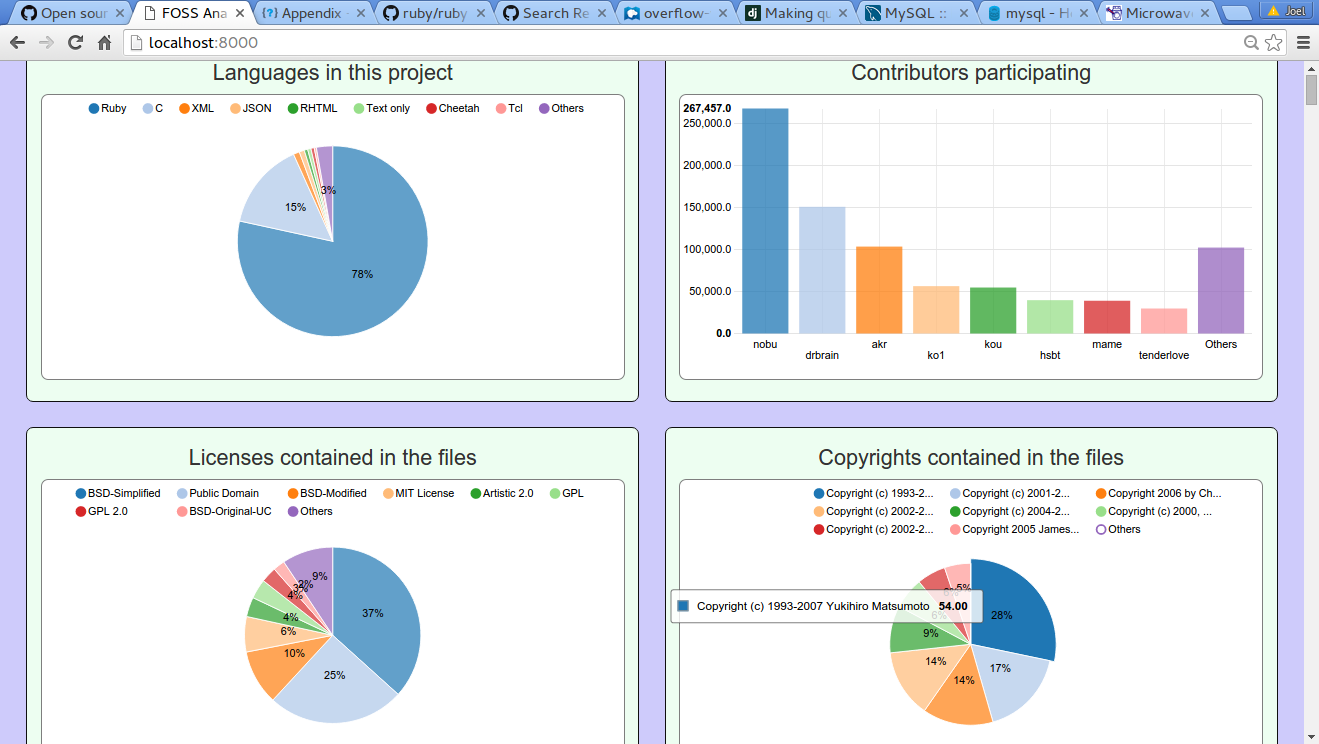 Open sour
FOSS Ana
Appendix
ruby/ruby
Search Re
overflow-
Making qu
MySQL ::
mysql - H
Microwave
Joel
localhost:8000
Languages in this project
Ruby C XML JSON RHTML Text only Cheetah Tcl Others
3%
15%
78%
Contributors participating
267,457.0
250,000.0
200,000.0
150,000.0
100,000.0
50,000.0
0.0
nobu drbrain akr ko1 kou hsbt mame tenderlove Others
Licenses contained in the files
BSD-Simplified Public Domain BSD-Modified MIT License Artistic 2.0 GPL
GPL 2.0 BSD-Original-UC Others
9%
2%
3%
4%
37%
4%
6%
10%
25%
Copyrights contained in the files
Copyright (c) 1993-2... Copyright (c) 2001-2... Copyright 2006 by Ch...
Copyright (c) 2002-2... Copyright (c) 2004-2... Copyright (c) 2000, ...
Copyright (c) 2002-2... Copyright 2005 James... Others
5%
6%
Copyright (c) 1993-2007 Yukihiro Matsumoto 54.00
6%
28%
9%
14%
17%
14%